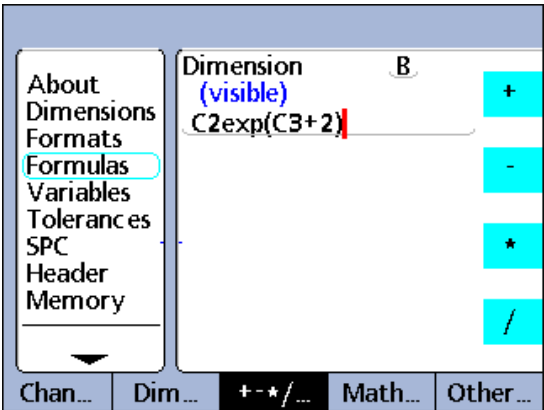 About
Dimensions
Formats
Formulas
Variables
Tolerances
SPC
Header
Memory
Dimension B
(visible)
C2exp(C3+2)
+
-
*
/
Chan... Dim... +-*/... Math... Other...